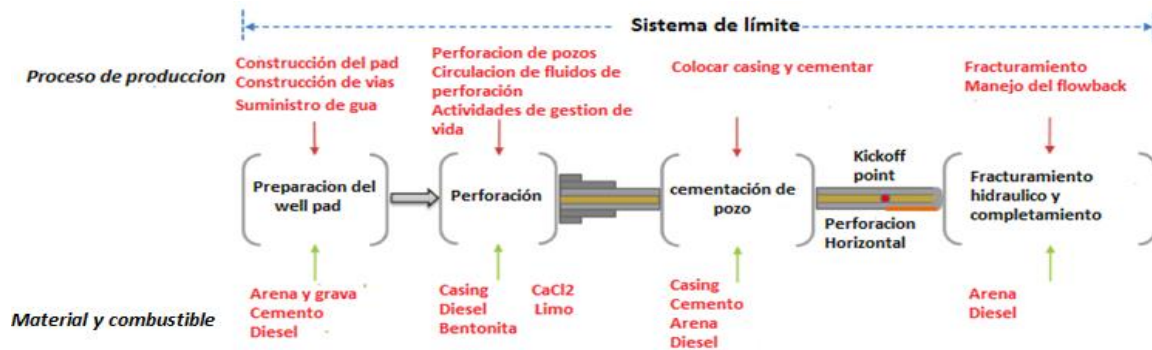 Sistema de límite
Proceso de produccion
Construcción del pad
Construcción de vias
Suministro de gua
Perforacion de pozos
Circulacion de fluidos de
perforación
Actividades de gestion de
vida
Colocar casing y cementar
Fracturamiento
Manejo del flowback
Preparacion del
well pad
Perforación
cementación de
pozo
Kickoff
point
Perforacion
Horizontal
Fracturamiento
hidraulico y
completamiento
Material y combustible
Arena y grava
Cemento
Diesel
Casing
Diesel
Bentonita
CaCl2
Limo
Casing
Cemento
Arena
Diesel
Arena
Diesel